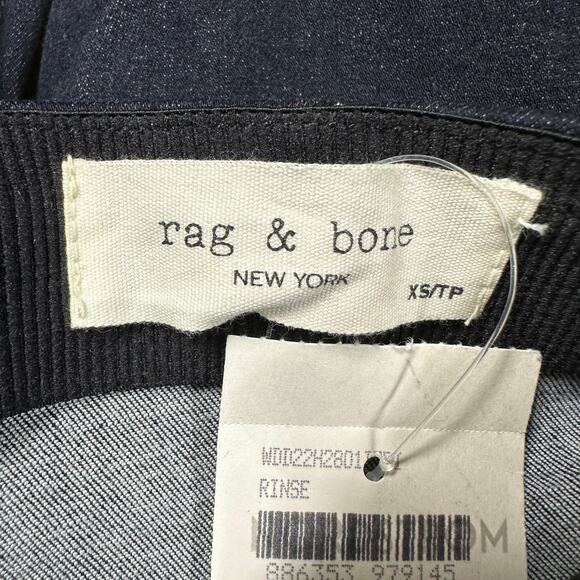 rag & bone
NEW YORK
XS/TP
RINSE
886353 979145